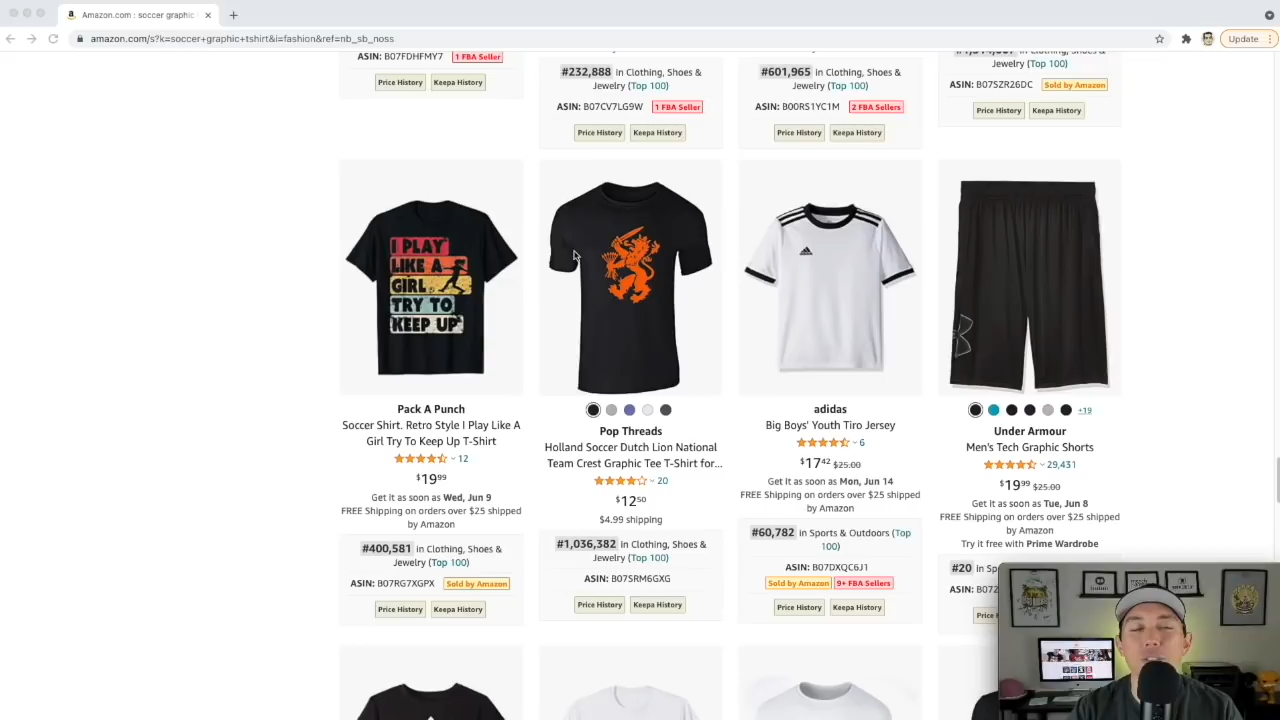 Amazon.com : soccer graphic
Update
amazon.com/s?k=soccer+graphic+tshirt&i=fashion&ref=nb_sb_noss
ASIN: B07FDHFMY7 1 FBA Seller
Price History Keepa History
#232,888 in Clothing, Shoes &
Jewelry (Top 100)
ASIN: B07CV7LG9W 1 FBA Seller
Price History Keepa History
#601,965 in Clothing, Shoes &
Jewelry (Top 100)
ASIN: B00RS1YC1M 2 FBA Sellers
Price History Keepa History
Jewelry (Top 100)
ASIN: B07SZR26DC Sold by Amazon
Price History Keepa History
I PLAY
LIKE A
GIRL
TRY TO
KEEP UP
Pack A Punch
Soccer Shirt. Retro Style I Play Like A
Girl Try To Keep Up T-Shirt
12
$19.99
Get it as soon as Wed, Jun 9
FREE Shipping on orders over $25 shipped
by Amazon
#400,581 in Clothing, Shoes &
Jewelry (Top 100)
ASIN: B07RG7XGPX Sold by Amazon
Price History Keepa History
Pop Threads
Holland Soccer Dutch Lion National
Team Crest Graphic Tee T-Shirt for...
20
$12.50
$4.99 shipping
#1,036,382 in Clothing, Shoes &
Jewelry (Top 100)
ASIN: B07SRM6GXG
Price History Keepa History
adidas
Big Boys' Youth Tiro Jersey
6
$17.42 $25.00
Get it as soon as Mon, Jun 14
FREE Shipping on orders over $25 shipped
by Amazon
#60,782 in Sports & Outdoors (Top
100)
ASIN: B07DXQC6J1
Sold by Amazon 9+ FBA Sellers
Price History Keepa History
+19
Under Armour
Men's Tech Graphic Shorts
29,431
$19.99 $25.00
Get it as soon as Tue, Jun 8
FREE Shipping on orders over $25 shipped
by Amazon
Try it free with Prime Wardrobe
#20 in Sp
ASIN: B07
Price